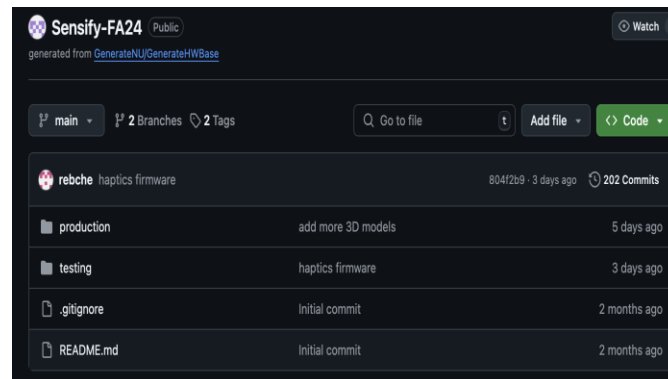 Sensify-FA24 Public Watch
generated from GenerateNU/GenerateHWBase
main 2 Branches 2 Tags Go to file t Add file <> Code
rebche haptics firmware 804f2b9 · 3 days ago 202 Commits
production add more 3D models 5 days ago
testing haptics firmware 3 days ago
.gitignore Initial commit 2 months ago
README.md Initial commit 2 months ago